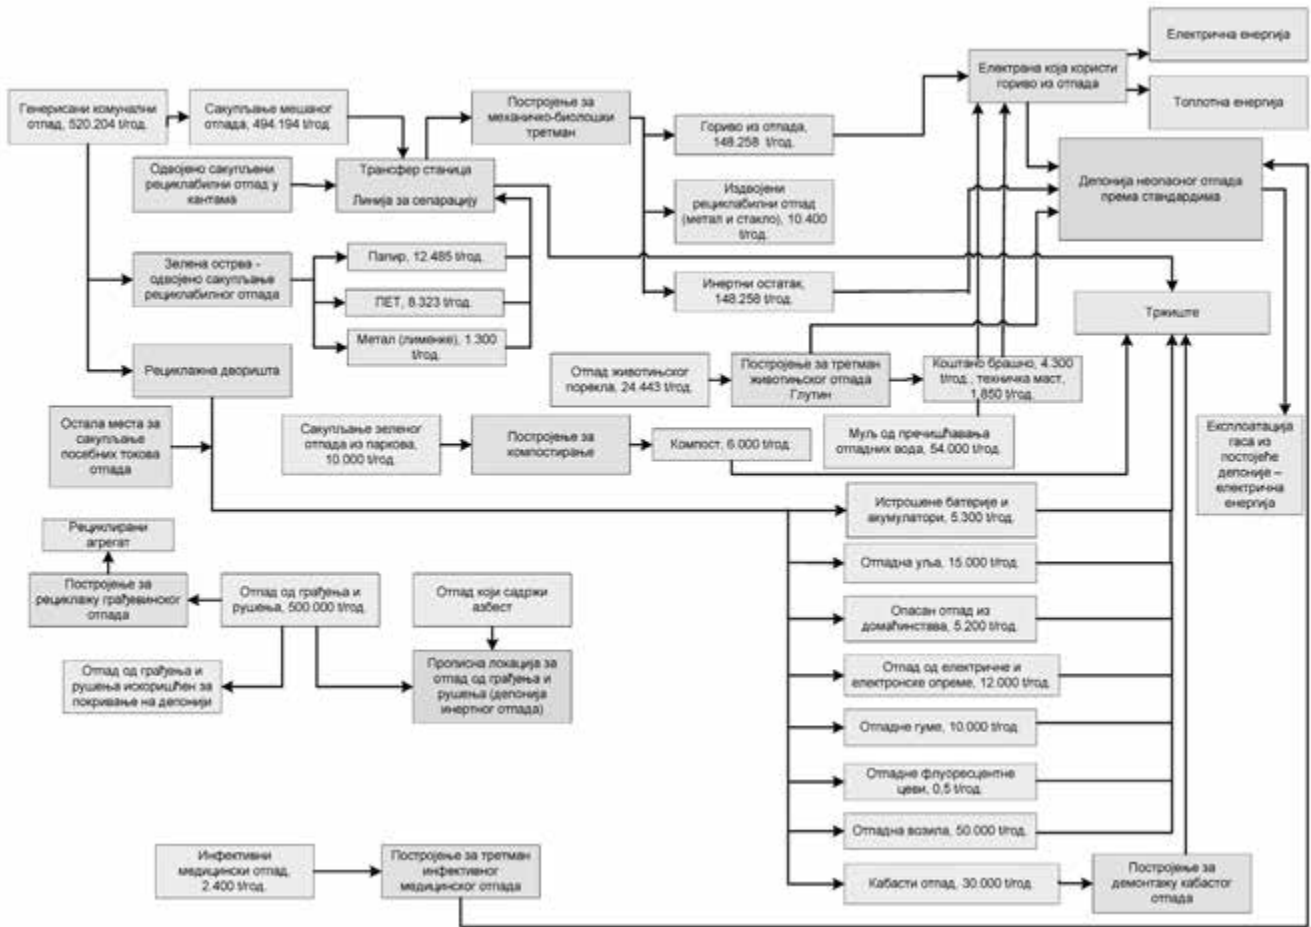 Електрична енергија
Електрана која користи
гориво из отпада
Топлотна енергија
Генерисани комунални
отпад, 520.204 t/год.
Сакупљање мешаног
отпада, 494.194 t/год.
Постројење за
механичко-биолошки
третман
Гориво из отпада,
148.258 t/год.
Одвојено сакупљени
рециклабилни отпад у
кантама
Трансфер станица
Линија за сепарацију
Издвојени
рециклабилни отпад
(метал и стакло), 10.400
t/год.
Депонија неопасног отпада
према стандардима
Зелена острва -
одвојено сакупљање
рециклабилног отпада
Папир, 12.485 t/год.
ПЕТ, 8.323 t/год.
Метал (лименке), 1.300
t/год.
Инертни остатак,
148.258 t/год.
Тржиште
Рециклажна дворишта
Отпад животињског
порекла, 24.443 t/год.
Постројење за третман
животињског отпада
Глутин
Коштано брашно, 4.300
t/год., техничка маст,
1,850 t/год.
Остала места за
сакупљање
посебних токова
отпада
Сакупљање зеленог
отпада из паркова,
10.000 t/год.
Постројење за
компостирање
Компост, 6.000 t/год
Муљ од пречишћавања
отпадних вода, 54.000 t/год.
Експлоатација
гаса из
постојеће
депоније –
електрична
енергија
Истрошене батерије и
акумулатори, 5.300 t/год.
Рециклирани
агрегат
Отпадна уља, 15.000 t/год.
Постројење за
рециклажу грађевинског
отпада
Отпад од грађења и
рушења, 500.000 t/год.
Отпад који садржи
азбест
Опасан отпад из
домаћинстава, 5.200 t/год.
Отпад од грађења и
рушења искоришћен за
покривање на депонији
Прописна локација за
отпад од грађења и
рушења (депонија
инертног отпада)
Отпад од електричне и
електронске опреме, 12.000 t/год.
Отпадне гуме, 10.000 t/год.
Отпадне флуоресцентне
цеви, 0,5 t/год.
Отпадна возила, 50.000 t/год.
Инфективни
медицински отпад,
2.400 t/год.
Постројење за третман
инфективног
медицинског отпада
Кабасти отпад, 30.000 t/год.
Постројење за
демонтажу кабастог
отпада